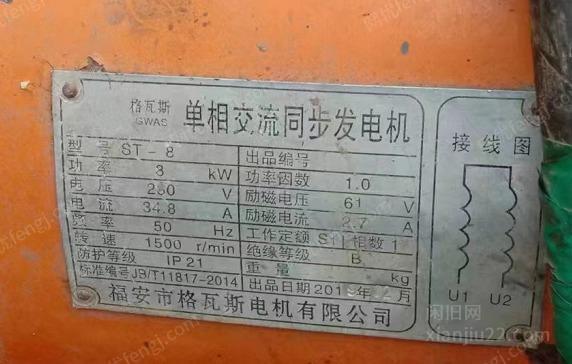 格瓦斯
GWAS
单相交流同步发电机
型号 ST-8 出品编号
功率 8 kW 功率因数 1.0
电压 230 V 励磁电压 61 V
电流 34.8 A 励磁电流 2.7 A
频率 50 Hz 工作定额 S1 相数 1
转速 1500 r/min 绝缘等级 B
防护等级 IP21 重量 kg
标准编号 JB/T11817-2014 出品日期 201 年 2月
福安市格瓦斯电机有限公司
接线图
U1 U2
闲旧网
xianjiu22.com